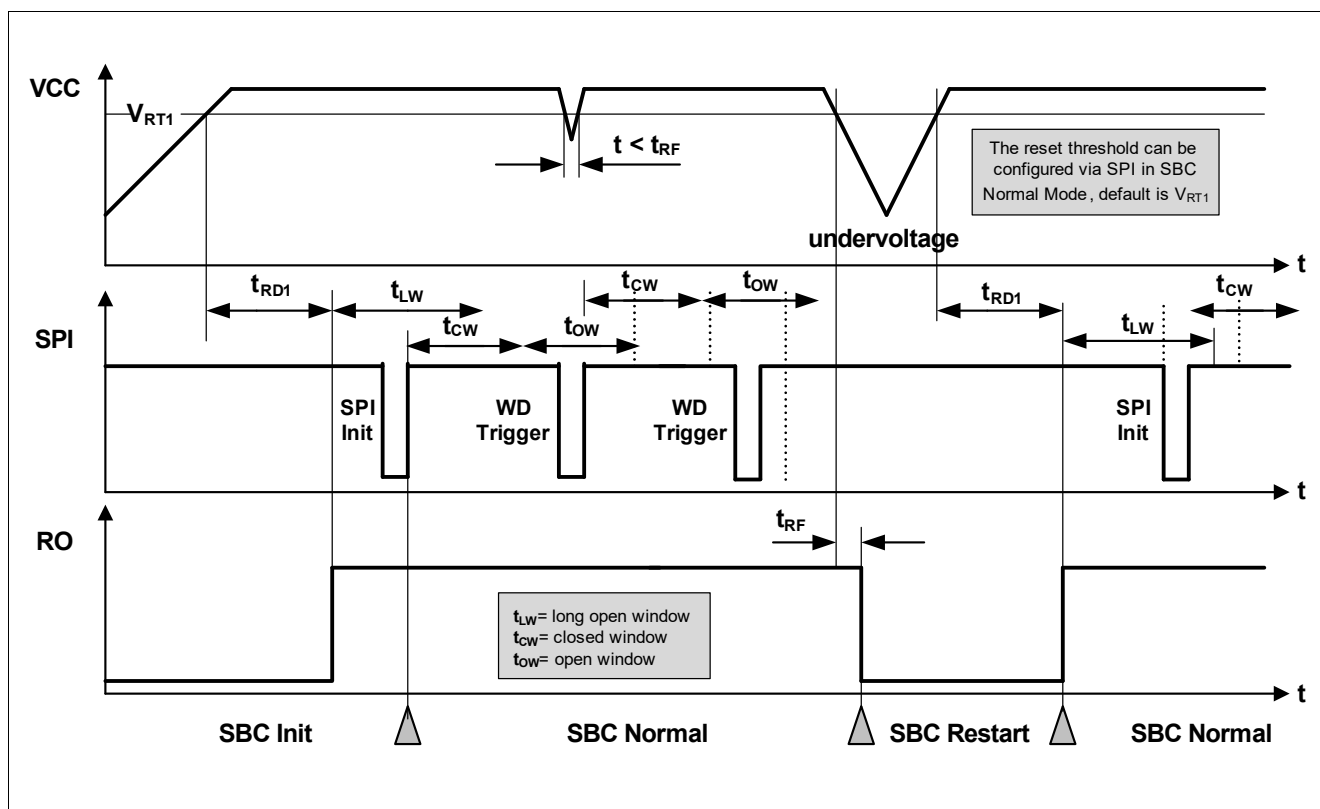 VCC
VRT1
t < tRF
The reset threshold can be
configured via SPI in SBC
Normal Mode, default is VRT1
undervoltage
t
tRD1
tLW
tCW
tOW
tCW
tOW
tRD1
tLW
tCW
SPI
SPI
Init
WD
Trigger
WD
Trigger
SPI
Init
t
RO
tRF
tLW= long open window
tCW= closed window
tOW= open window
t
SBC Init
SBC Normal
SBC Restart
SBC Normal